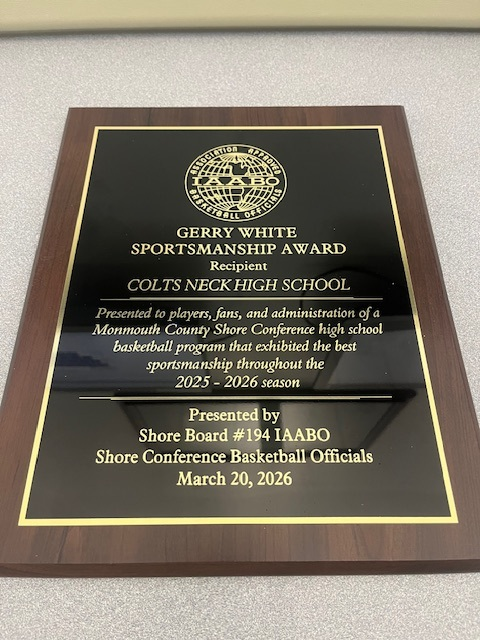 ASSOCIATION APPROVED
IAABO
BASKETBALL OFFICIALS
GERRY WHITE
SPORTSMANSHIP AWARD
Recipient
COLTS NECK HIGH SCHOOL
Presented to players, fans, and administration of a
Monmouth County Shore Conference high school
basketball program that exhibited the best
sportsmanship throughout the
2025 - 2026 season
Presented by
Shore Board #194 IAABO
Shore Conference Basketball Officials
March 20, 2026